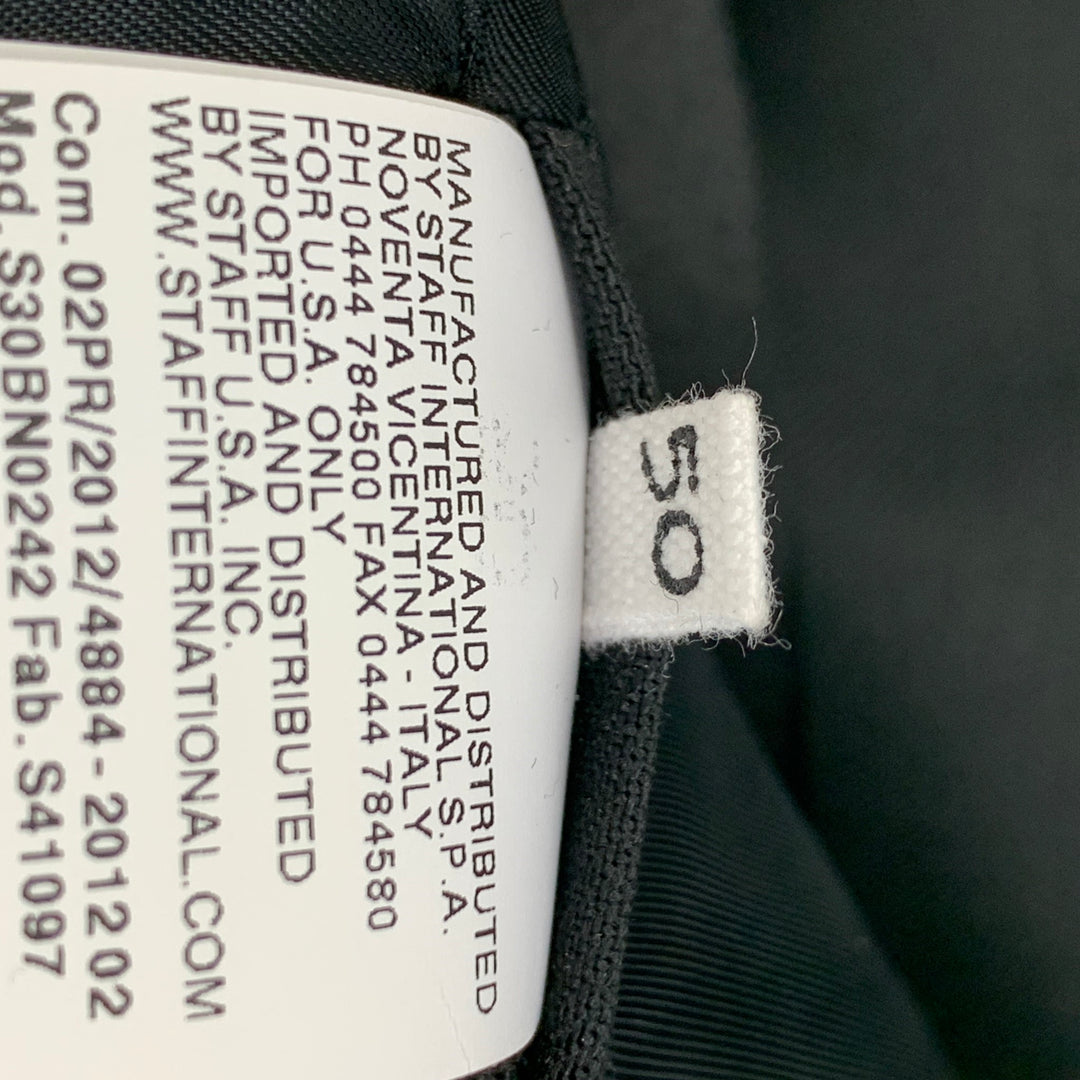 MANUFACTURED AND DISTRIBUTED
BY STAFF INTERNATIONAL S.P.A.
NOVENTA VICENTINA - ITALY
PH 0444 784500 FAX 0444 784580
FOR U.S.A. ONLY
IMPORTED AND DISTRIBUTED
BY STAFF U.S.A. INC.
WWW.STAFFINTERNATIONAL.COM
Com. 02PR/2012/4884-201202
Mod. S30BN0242 Fab. S41097
50